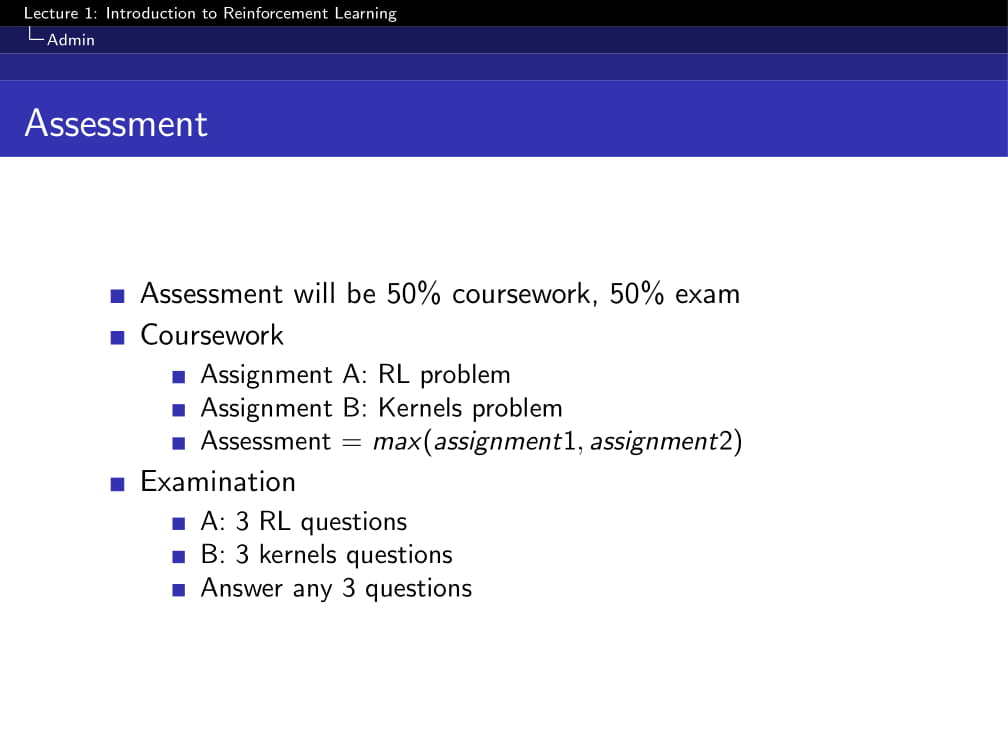 Lecture 1: Introduction to Reinforcement Learning
Admin
Assessment
Assessment will be 50% coursework, 50% exam
Coursework
Assignment A: RL problem
Assignment B: Kernels problem
Assessment = max(assignment1, assignment2)
Examination
A: 3 RL questions
B: 3 kernels questions
Answer any 3 questions